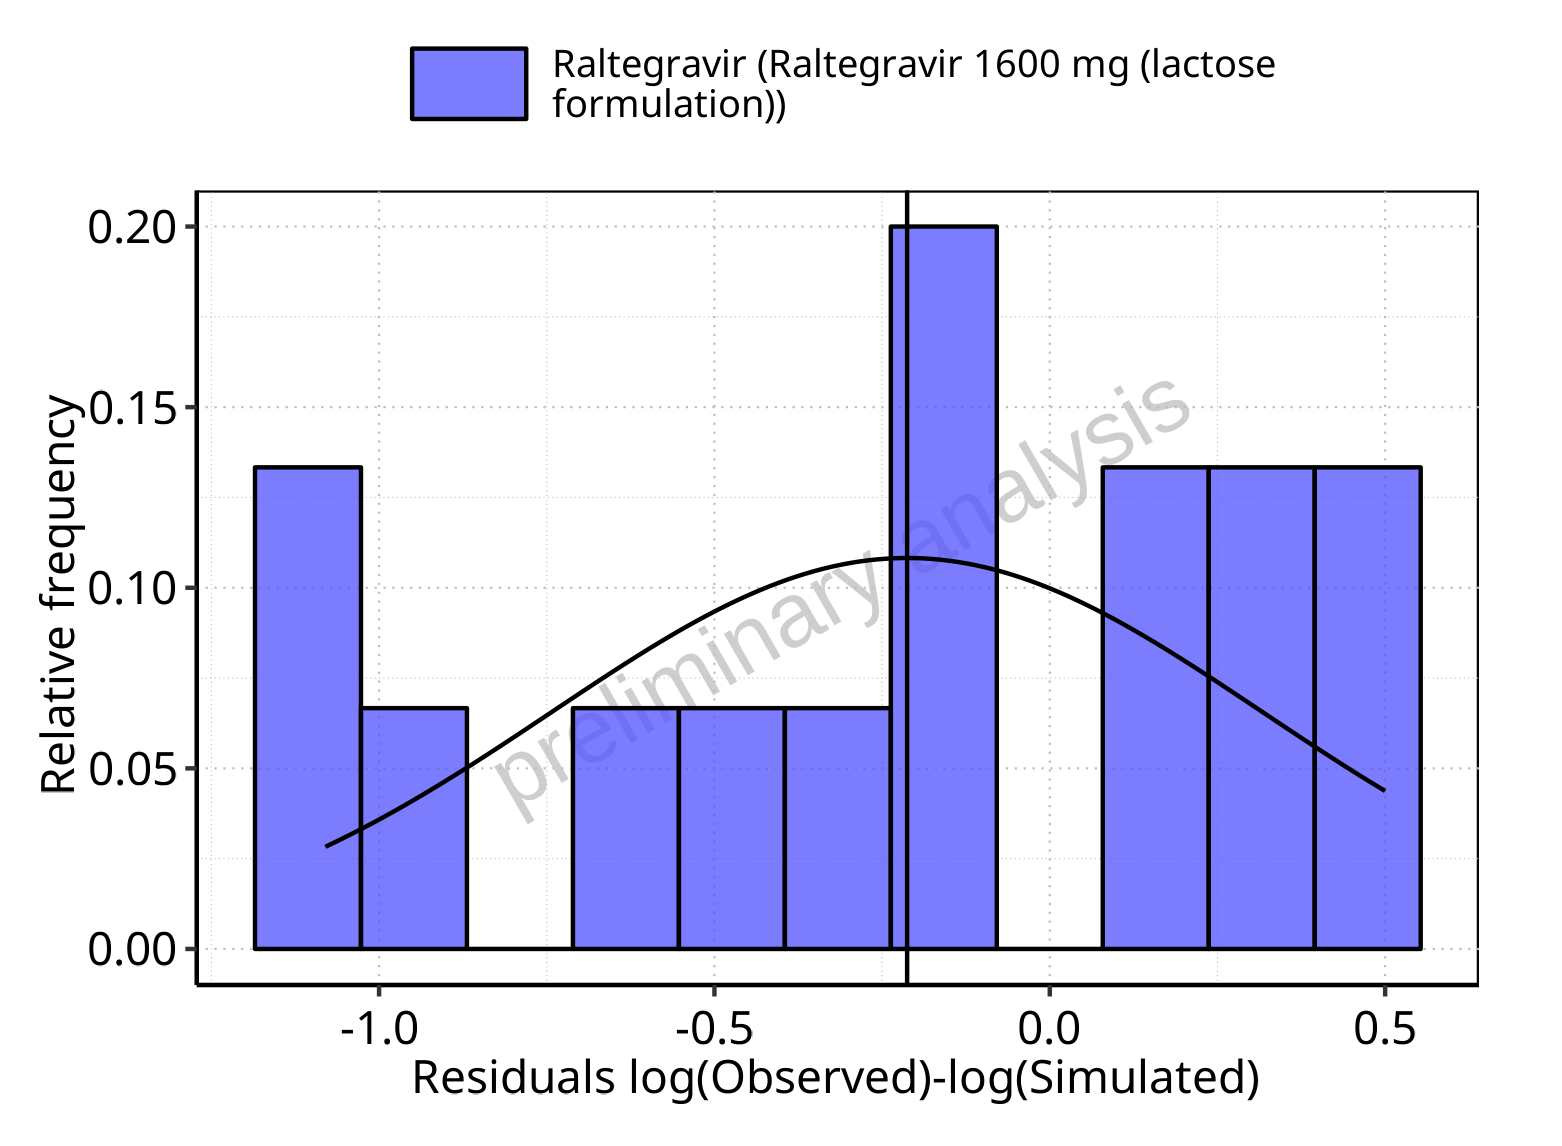 Raltegravir (Raltegravir 1600 mg (lactose
formulation))
0.20
0.15
0.10
0.05
0.00
Relative frequency
preliminary analysis
-1.0
-0.5
0.0
0.5
Residuals log(Observed)-log(Simulated)